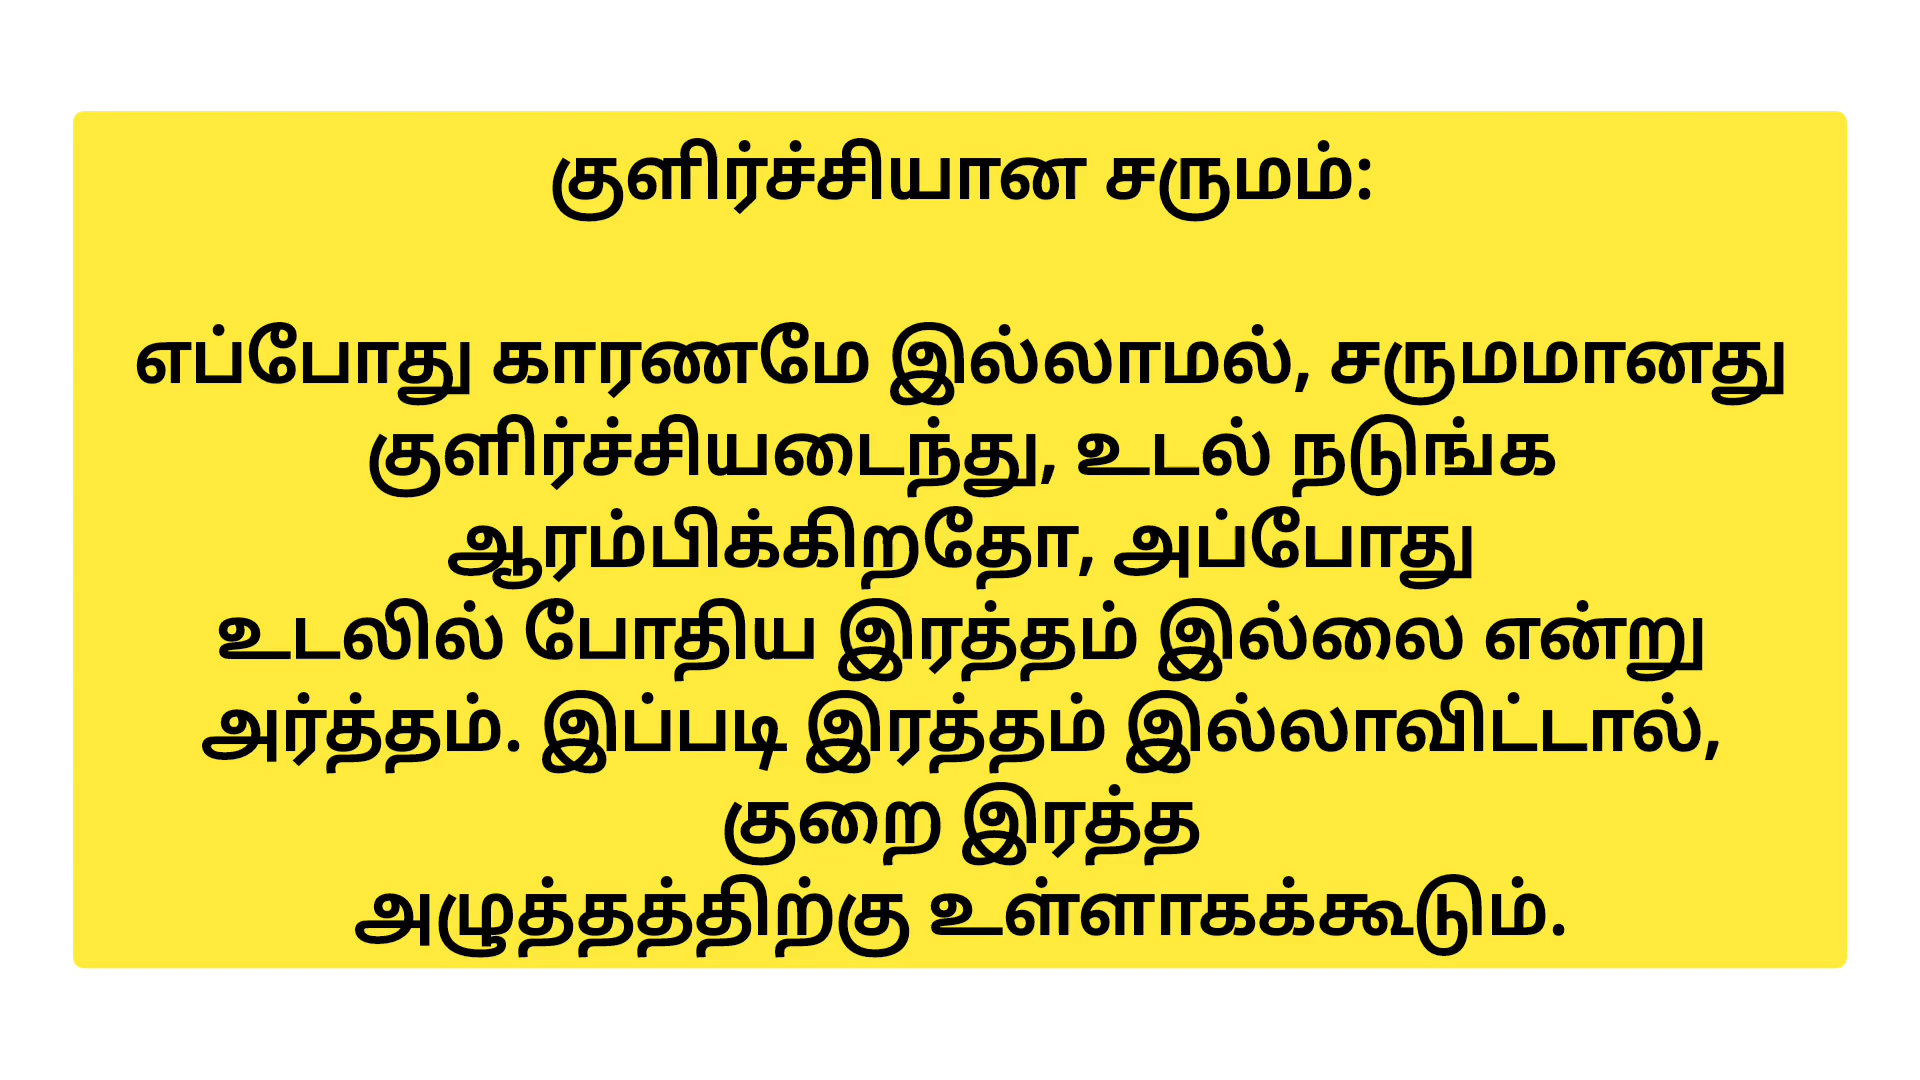 குளிர்ச்சியான சருமம்:
எப்போது காரணமே இல்லாமல், சருமமானது
குளிர்ச்சியடைந்து, உடல் நடுங்க
ஆரம்பிக்கிறதோ, அப்போது
உடலில் போதிய இரத்தம் இல்லை என்று
அர்த்தம். இப்படி இரத்தம் இல்லாவிட்டால்,
குறை இரத்த
அழுத்தத்திற்கு உள்ளாகக்கூடும்.